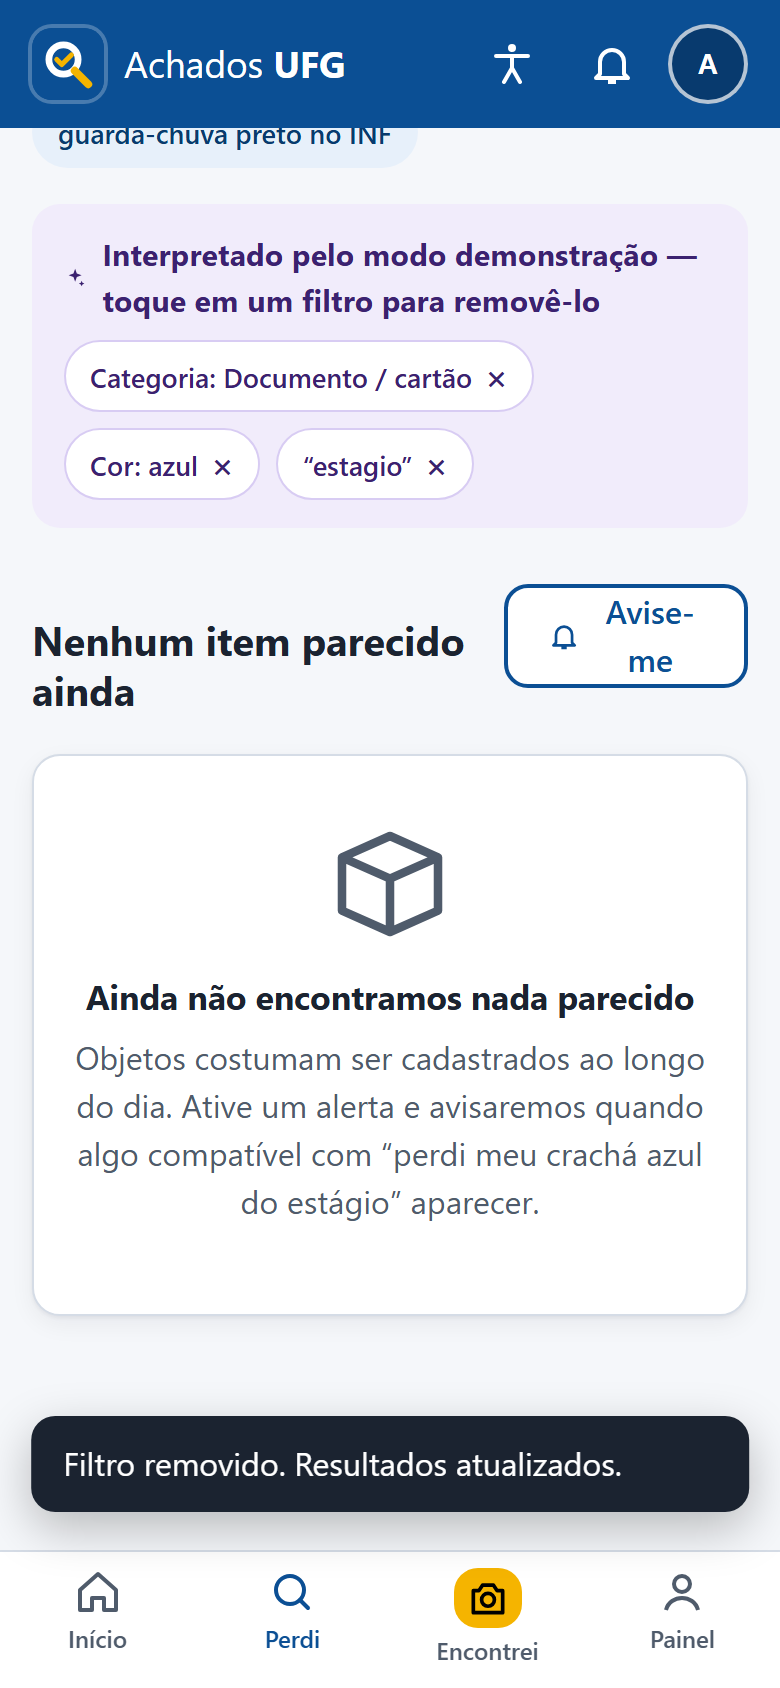 Achados UFG
A
guarda-chuva preto no INF
Interpretado pelo modo demonstração —
toque em um filtro para removê-lo
Categoria: Documento / cartão ✕
Cor: azul ✕
“estagio” ✕
Nenhum item parecido
ainda
Avise-
me
Ainda não encontramos nada parecido
Objetos costumam ser cadastrados ao longo
do dia. Ative um alerta e avisaremos quando
algo compatível com “perdi meu crachá azul
do estágio” aparecer.
Filtro removido. Resultados atualizados.
Início
Perdi
Encontrei
Painel